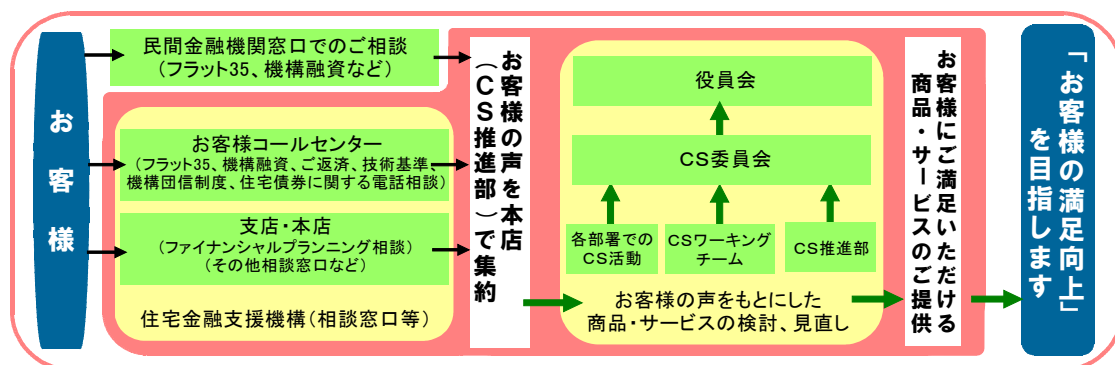 お客様
民間金融機関窓口でのご相談
(フラット35、機構融資など)
お客様コールセンター
(フラット35、機構融資、ご返済、技術基準、
機構団信制度、住宅債券に関する電話相談)
支店・本店
(ファイナンシャルプランニング相談)
(その他相談窓口など)
住宅金融支援機構(相談窓口等)
お客様の声を本店
(CS推進部)で集約
役員会
CS委員会
各部署での
CS活動
CSワーキング
チーム
CS推進部
お客様の声をもとにした
商品・サービスの検討、見直し
お客様にご満足いただける
商品・サービスのご提供
「お客様の満足向上」
を目指します